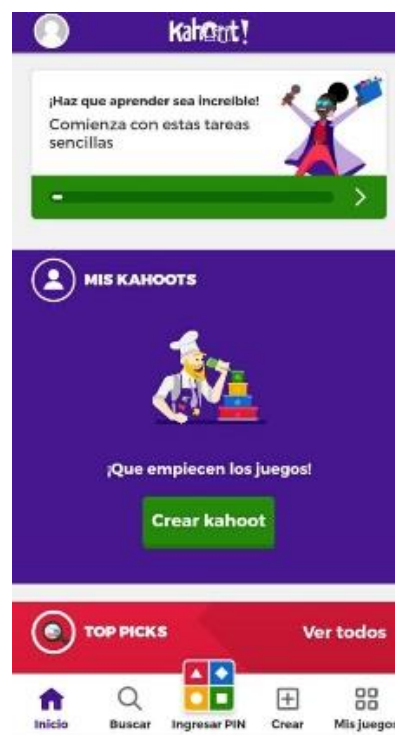 Kahoot!
¡Haz que aprender sea increíble!
Comienza con estas tareas
sencillas
MIS KAHOOTS
¡Que empiecen los juegos!
Crear kahoot
TOP PICKS
Ver todos
Inicio
Buscar
Ingresar PIN
Crear
Mis juegos